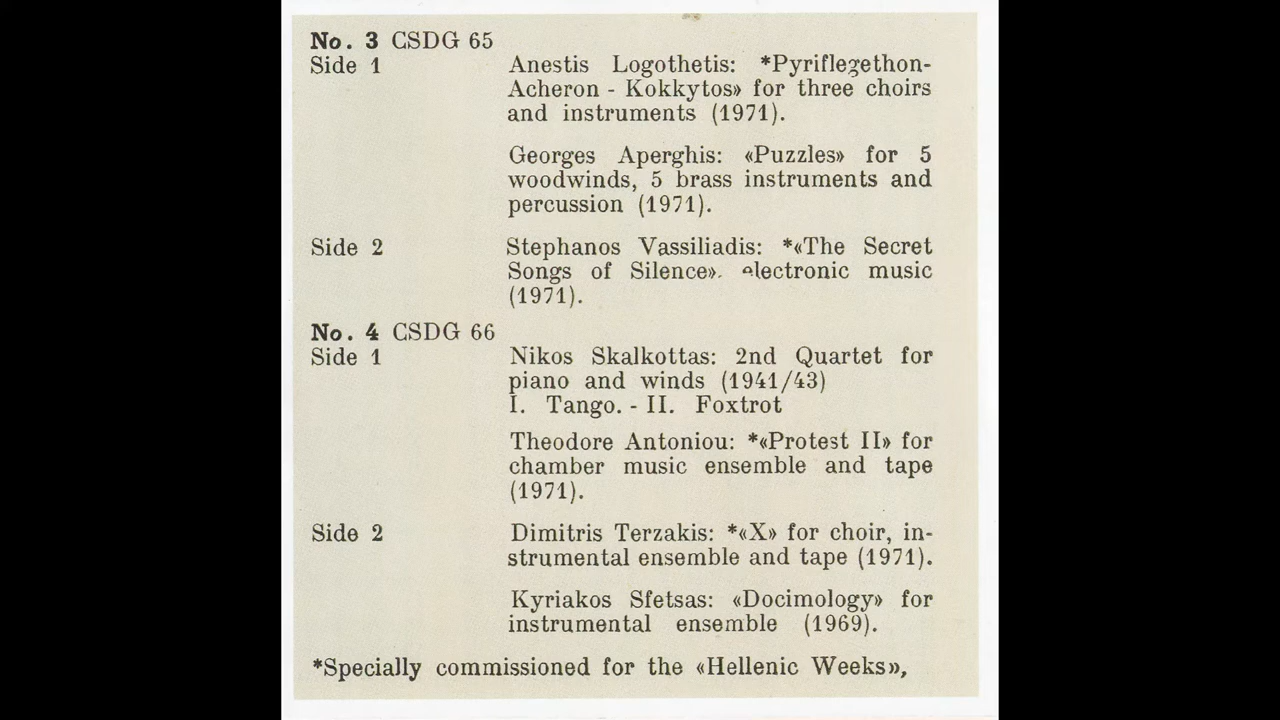 No. 3 CSDG 65
Side 1 Anestis Logothetis: *Pyriflegethon-
Acheron - Kokkytos» for three choirs
and instruments (1971).
Georges Aperghis: «Puzzles» for 5
woodwinds, 5 brass instruments and
percussion (1971).
Side 2 Stephanos Vassiliadis: *«The Secret
Songs of Silence». electronic music
(1971).
No. 4 CSDG 66
Side 1 Nikos Skalkottas: 2nd Quartet for
piano and winds (1941/43)
I. Tango. - II. Foxtrot
Theodore Antoniou: *«Protest II» for
chamber music ensemble and tape
(1971).
Side 2 Dimitris Terzakis: *«X» for choir, in-
strumental ensemble and tape (1971).
Kyriakos Sfetsas: «Docimology» for
instrumental ensemble (1969).
*Specially commissioned for the «Hellenic Weeks»,